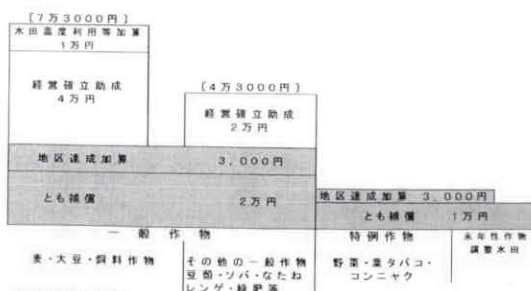 ［7万3000円］
水田高度利用等加算
1万円
経営確立助成
4万円
［4万3000円］
経営確立助成
2万円
地区達成加算 3,000円
とも補償 2万円
地区達成加算 3,000円
とも補償 1万円
一般作物
特例作物
永年性作物
調整水田
麦・大豆・飼料作物
その他の一般作物
豆類・ソバ・なたね
レンゲ・緑肥等
野菜・葉タバコ・
コンニャク